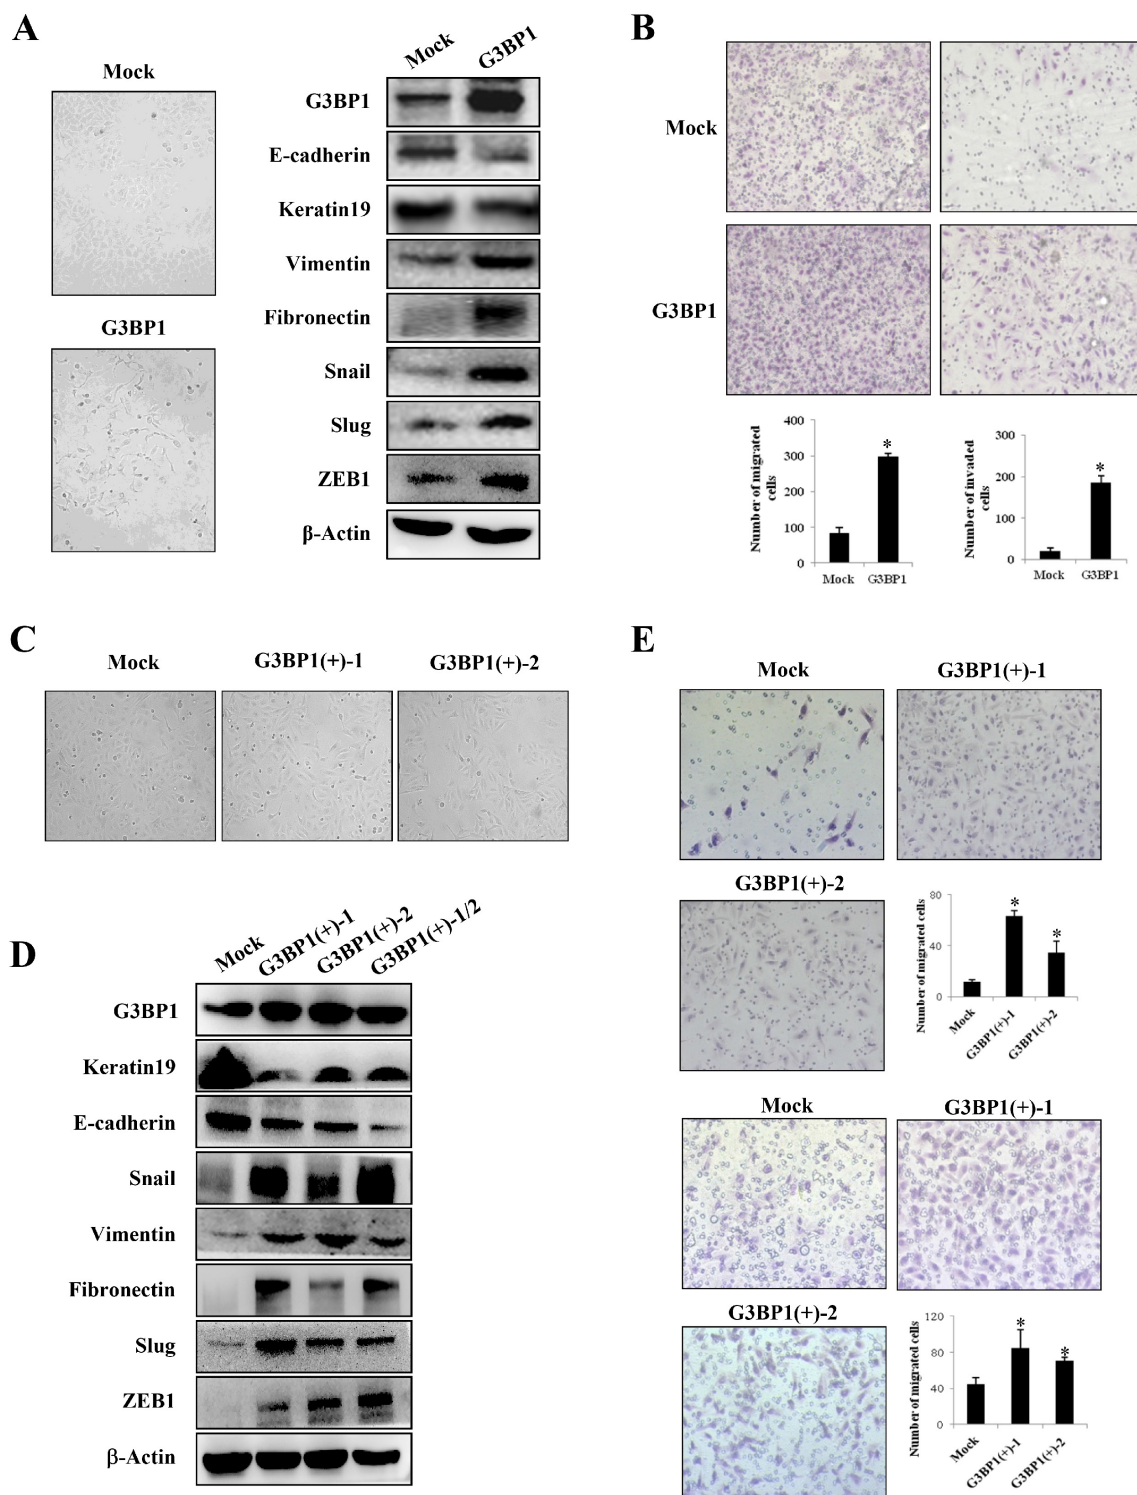 A
Mock
G3BP1
Mock
G3BP1
G3BP1
E-cadherin
Keratin19
Vimentin
Fibronectin
Snail
Slug
ZEB1
β-Actin
B
Mock
G3BP1
Number of migrated
cells
400
300
200
100
0
*
Mock
G3BP1
Number of invaded
cells
300
200
100
0
*
Mock
G3BP1
C
Mock
G3BP1(+)-1
G3BP1(+)-2
D
Mock
G3BP1(+)-1
G3BP1(+)-2
G3BP1(+)-1/2
G3BP1
Keratin19
E-cadherin
Snail
Vimentin
Fibronectin
Slug
ZEB1
β-Actin
E
Mock
G3BP1(+)-1
G3BP1(+)-2
Number of migrated cells
80
40
0
*
*
Mock
G3BP1(+)-1
G3BP1(+)-2
Mock
G3BP1(+)-1
G3BP1(+)-2
Number of migrated cells
120
80
40
0
*
*
Mock
G3BP1(+)-1
G3BP1(+)-2